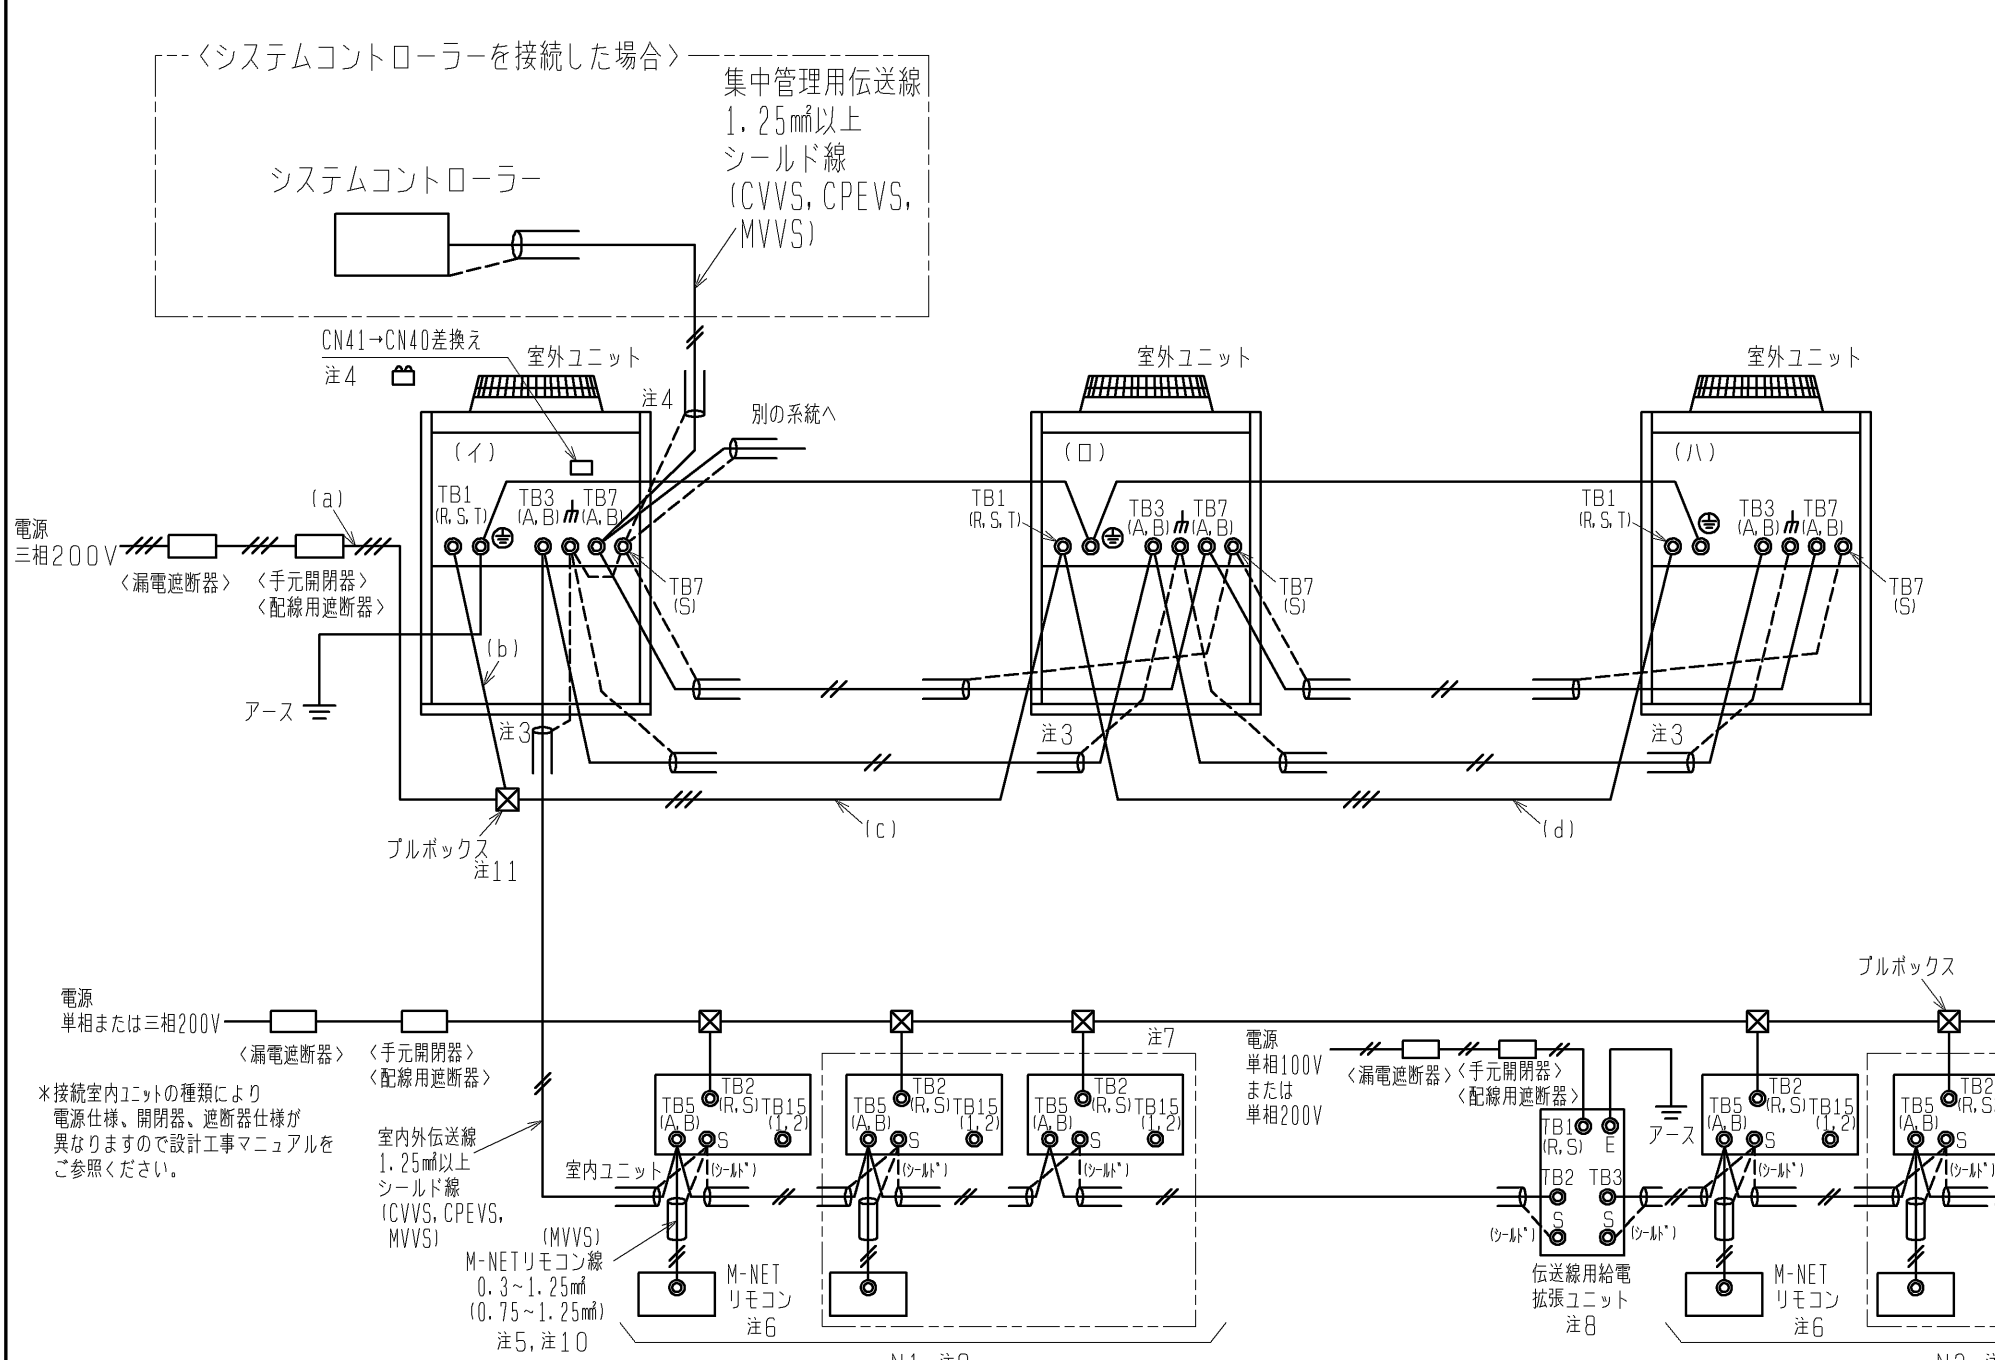 〈システムコントローラーを接続した場合〉
集中管理用伝送線
1.25mm²以上
シールド線
(CVVS, CPEVS,
MVVS)
システムコントローラー
CN41→CN40差換え
注4
室外ユニット
注4
別の系統へ
室外ユニット
室外ユニット
(イ)
(ロ)
(ハ)
(a)
TB1
(R, S, T)
TB3
(A, B)
TB7
(A, B)
TB1
(R, S, T)
TB3
(A, B)
TB7
(A, B)
TB1
(R, S, T)
TB3
(A, B)
TB7
(A, B)
電源
三相200V
〈漏電遮断器〉
〈手元開閉器〉
〈配線用遮断器〉
TB7
(S)
TB7
(S)
TB7
(S)
(b)
アース
注3
注3
注3
(c)
(d)
プルボックス
注11
プルボックス
電源
単相または三相200V
〈漏電遮断器〉
〈手元開閉器〉
〈配線用遮断器〉
注7
電源
単相100V
または
単相200V
〈漏電遮断器〉
〈手元開閉器〉
〈配線用遮断器〉
*接続室内ユニットの種類により
電源仕様、開閉器、遮断器仕様が
異なりますので設計工事マニュアルを
ご参照ください。
室内外伝送線
1.25mm²以上
シールド線
(CVVS, CPEVS,
MVVS)
室内ユニット
TB2
(R, S)
TB5
(A, B)
TB15
(1, 2)
S
(シールド)
TB2
(R, S)
TB5
(A, B)
TB15
(1, 2)
S
(シールド)
TB2
(R, S)
TB5
(A, B)
TB15
(1, 2)
S
(シールド)
TB1
(R, S)
E
アース
TB2
TB3
S
S
(シールド)
(シールド)
TB2
(R, S)
TB5
(A, B)
TB15
(1, 2)
S
(シールド)
TB2
(R, S
TB5
(A, B)
S
(シールド)
(MVVS)
M-NETリモコン線
0.3~1.25mm²
(0.75~1.25mm²)
注5, 注10
M-NET
リモコン
注6
伝送線用給電
拡張ユニット
注8
M-NET
リモコン
注6